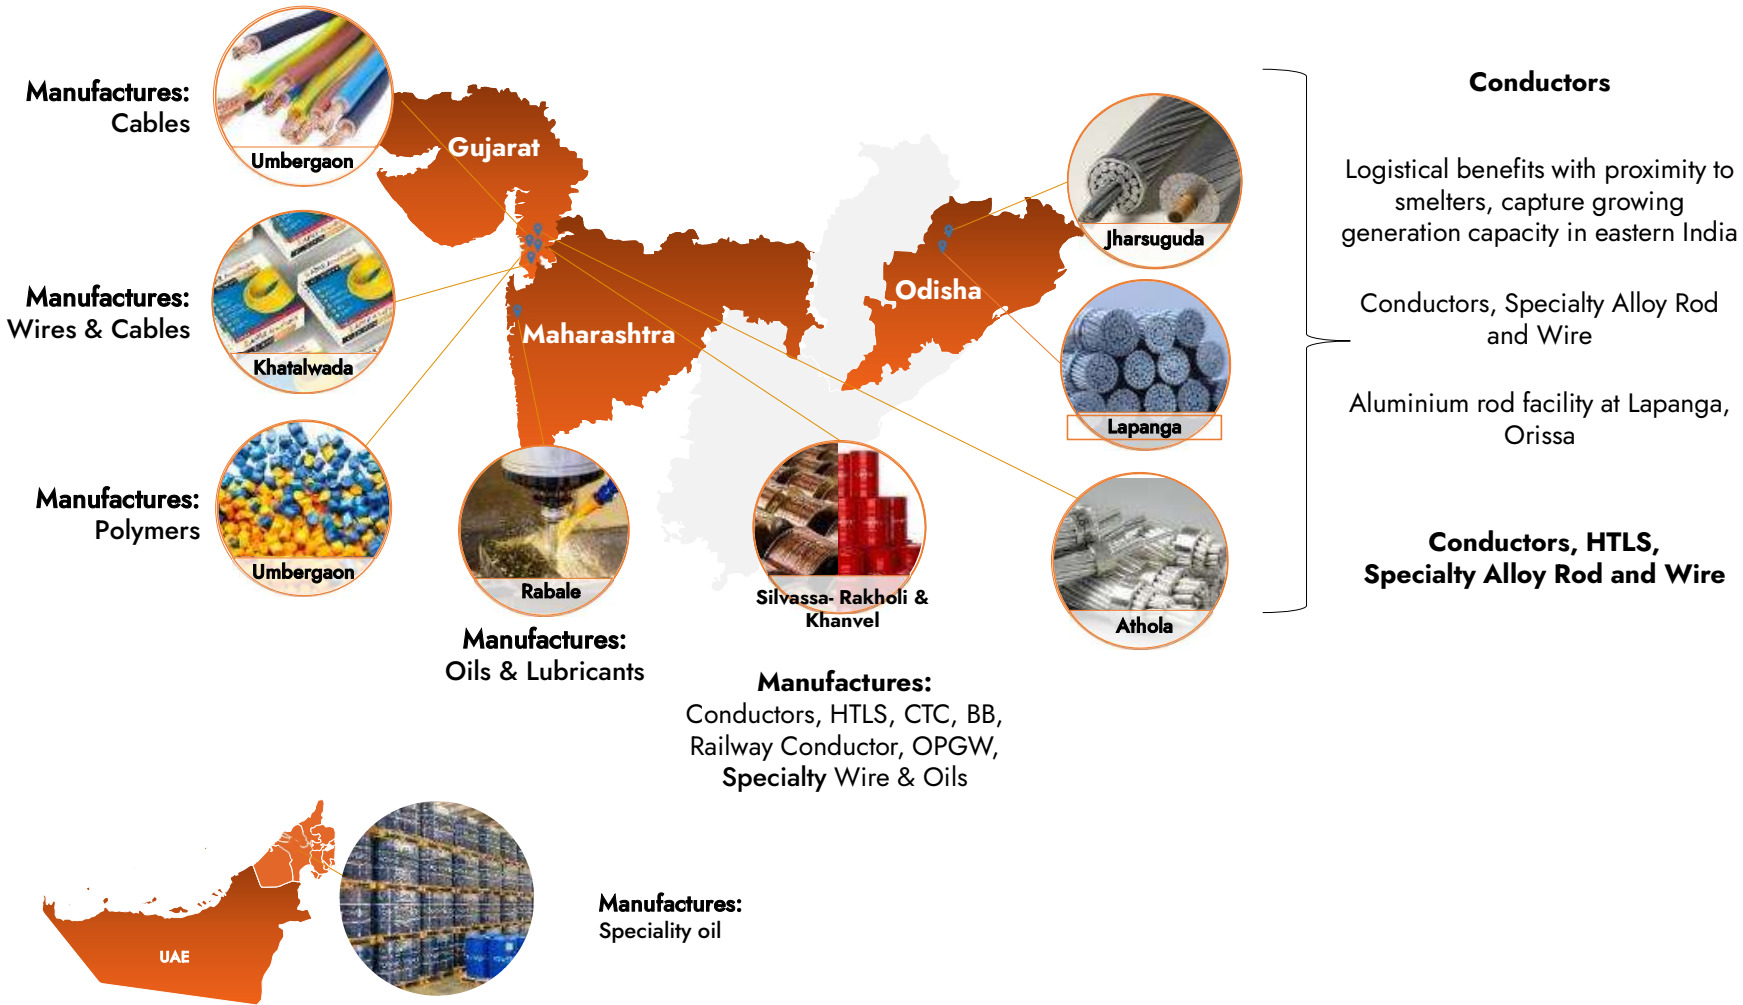 Manufactures:
Cables
Umbergaon
Manufactures:
Wires & Cables
Khatalwada
Manufactures:
Polymers
Umbergaon
Gujarat
Maharashtra
Odisha
Rabale
Manufactures:
Oils & Lubricants
Silvassa- Rakholi &
Khanvel
Manufactures:
Conductors, HTLS, CTC, BB,
Railway Conductor, OPGW,
Specialty Wire & Oils
Jharsuguda
Lapanga
Athola
Conductors
Logistical benefits with proximity to
smelters, capture growing
generation capacity in eastern India
Conductors, Specialty Alloy Rod
and Wire
Aluminium rod facility at Lapanga,
Orissa
Conductors, HTLS,
Specialty Alloy Rod and Wire
UAE
Manufactures:
Speciality oil